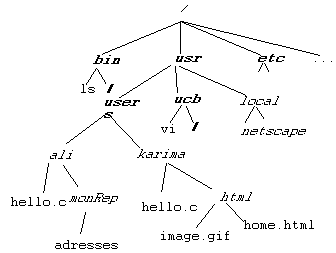 /
bin usr etc ...
ls / user ucb local
s
vi / netscape
ali karima
hello.c monRep hello.c html
adresses image.gif home.html